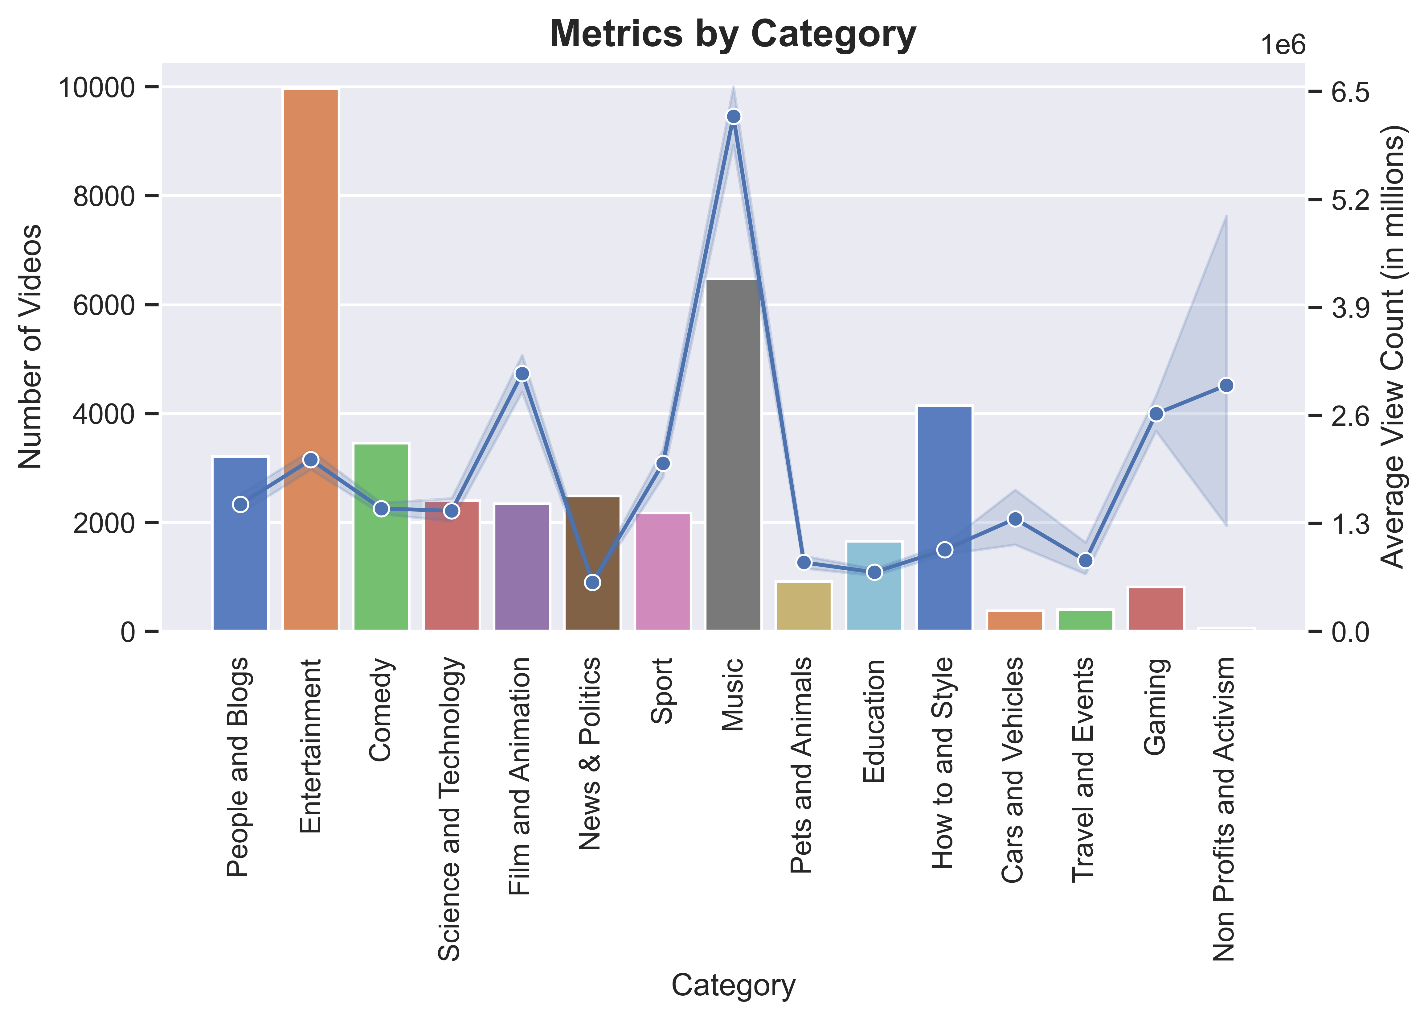 Metrics by Category
1e6
10000
8000
6000
4000
2000
0
Number of Videos
6.5
5.2
3.9
2.6
1.3
0.0
Average View Count (in millions)
People and Blogs
Entertainment
Comedy
Science and Technology
Film and Animation
News & Politics
Sport
Music
Pets and Animals
Education
How to and Style
Cars and Vehicles
Travel and Events
Gaming
Non Profits and Activism
Category